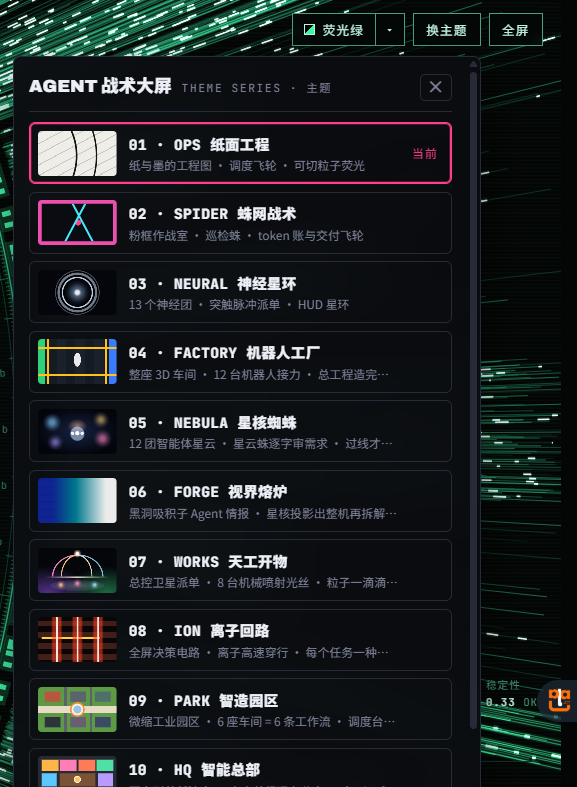 荧光绿
换主题
全屏
AGENT 战术大屏 THEME SERIES · 主题
01 · OPS 纸面工程
纸与墨的工程图 · 调度飞轮 · 可切粒子荧光
当前
02 · SPIDER 蛛网战术
粉框作战室 · 巡检蛛 · token 账与交付飞轮
03 · NEURAL 神经星环
13 个神经团 · 突触脉冲派单 · HUD 星环
04 · FACTORY 机器人工厂
整座 3D 车间 · 12 台机器人接力 · 总工程造完…
05 · NEBULA 星核蜘蛛
12 团智能体星云 · 星云蛛逐字审需求 · 过线才…
06 · FORGE 视界熔炉
黑洞吸积子 Agent 情报 · 星核投影出整机再拆解…
07 · WORKS 天工开物
总控卫星派单 · 8 台机械喷射光丝 · 粒子一滴滴…
08 · ION 离子回路
全屏决策电路 · 离子高速穿行 · 每个任务一种…
09 · PARK 智造园区
微缩工业园区 · 6 座车间 = 6 条工作流 · 调度台…
10 · HQ 智能总部
稳定性
0.33 OK
b
b
b